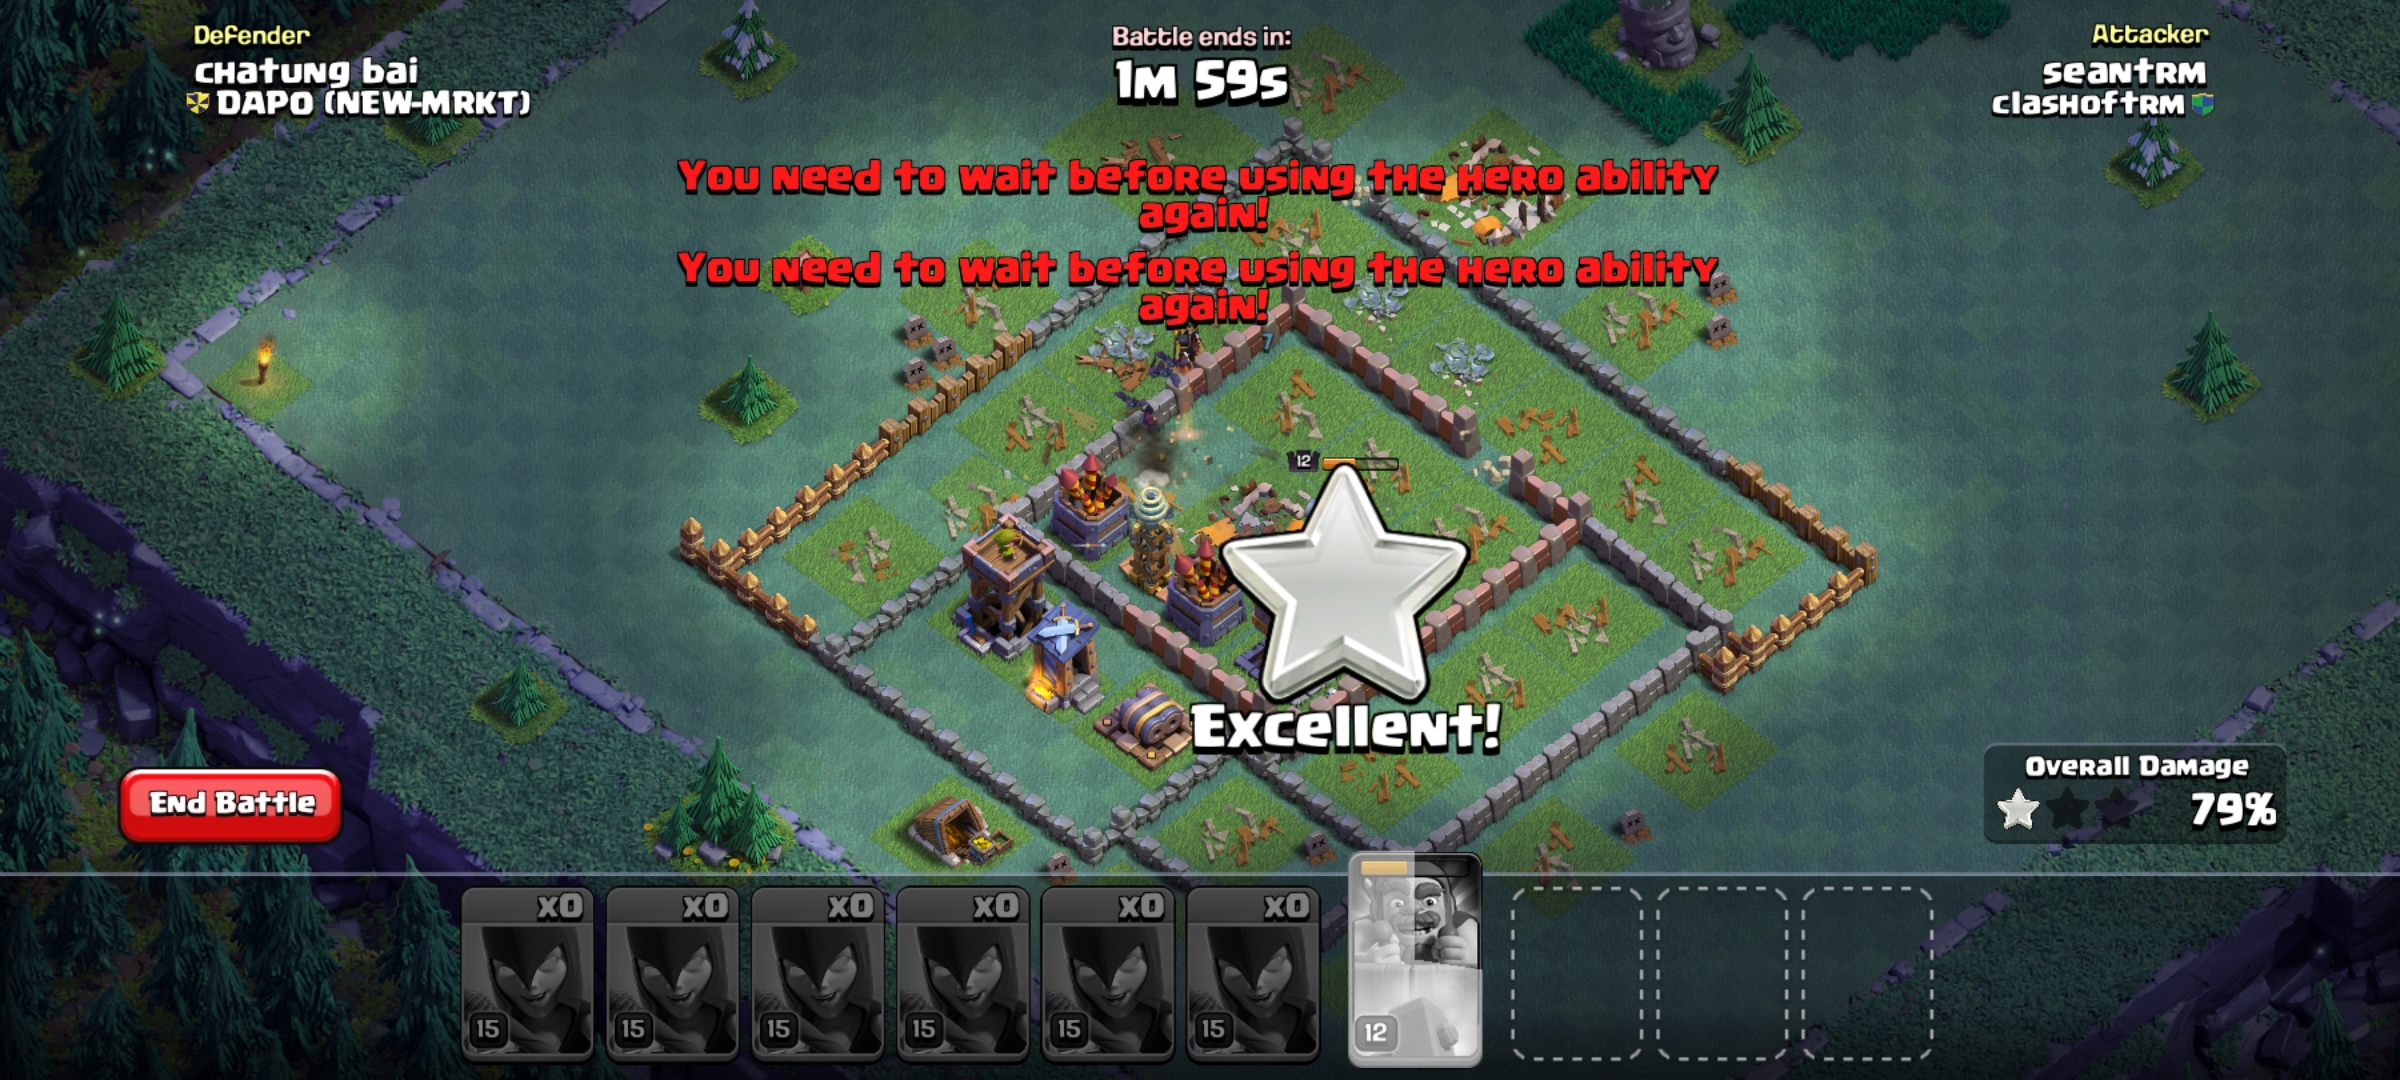 Defender
chatung bai
DAPO (NEW-MRKT)
Battle ends in:
1M 59s
Attacker
seantrm
clashoftrm
You need to wait before using the Hero ability
again!
You need to wait before using the Hero ability
again!
7
12
Excellent!
End Battle
Overall Damage
79%
x0 x0 x0 x0 x0 x0
15 15 15 15 15 15 12